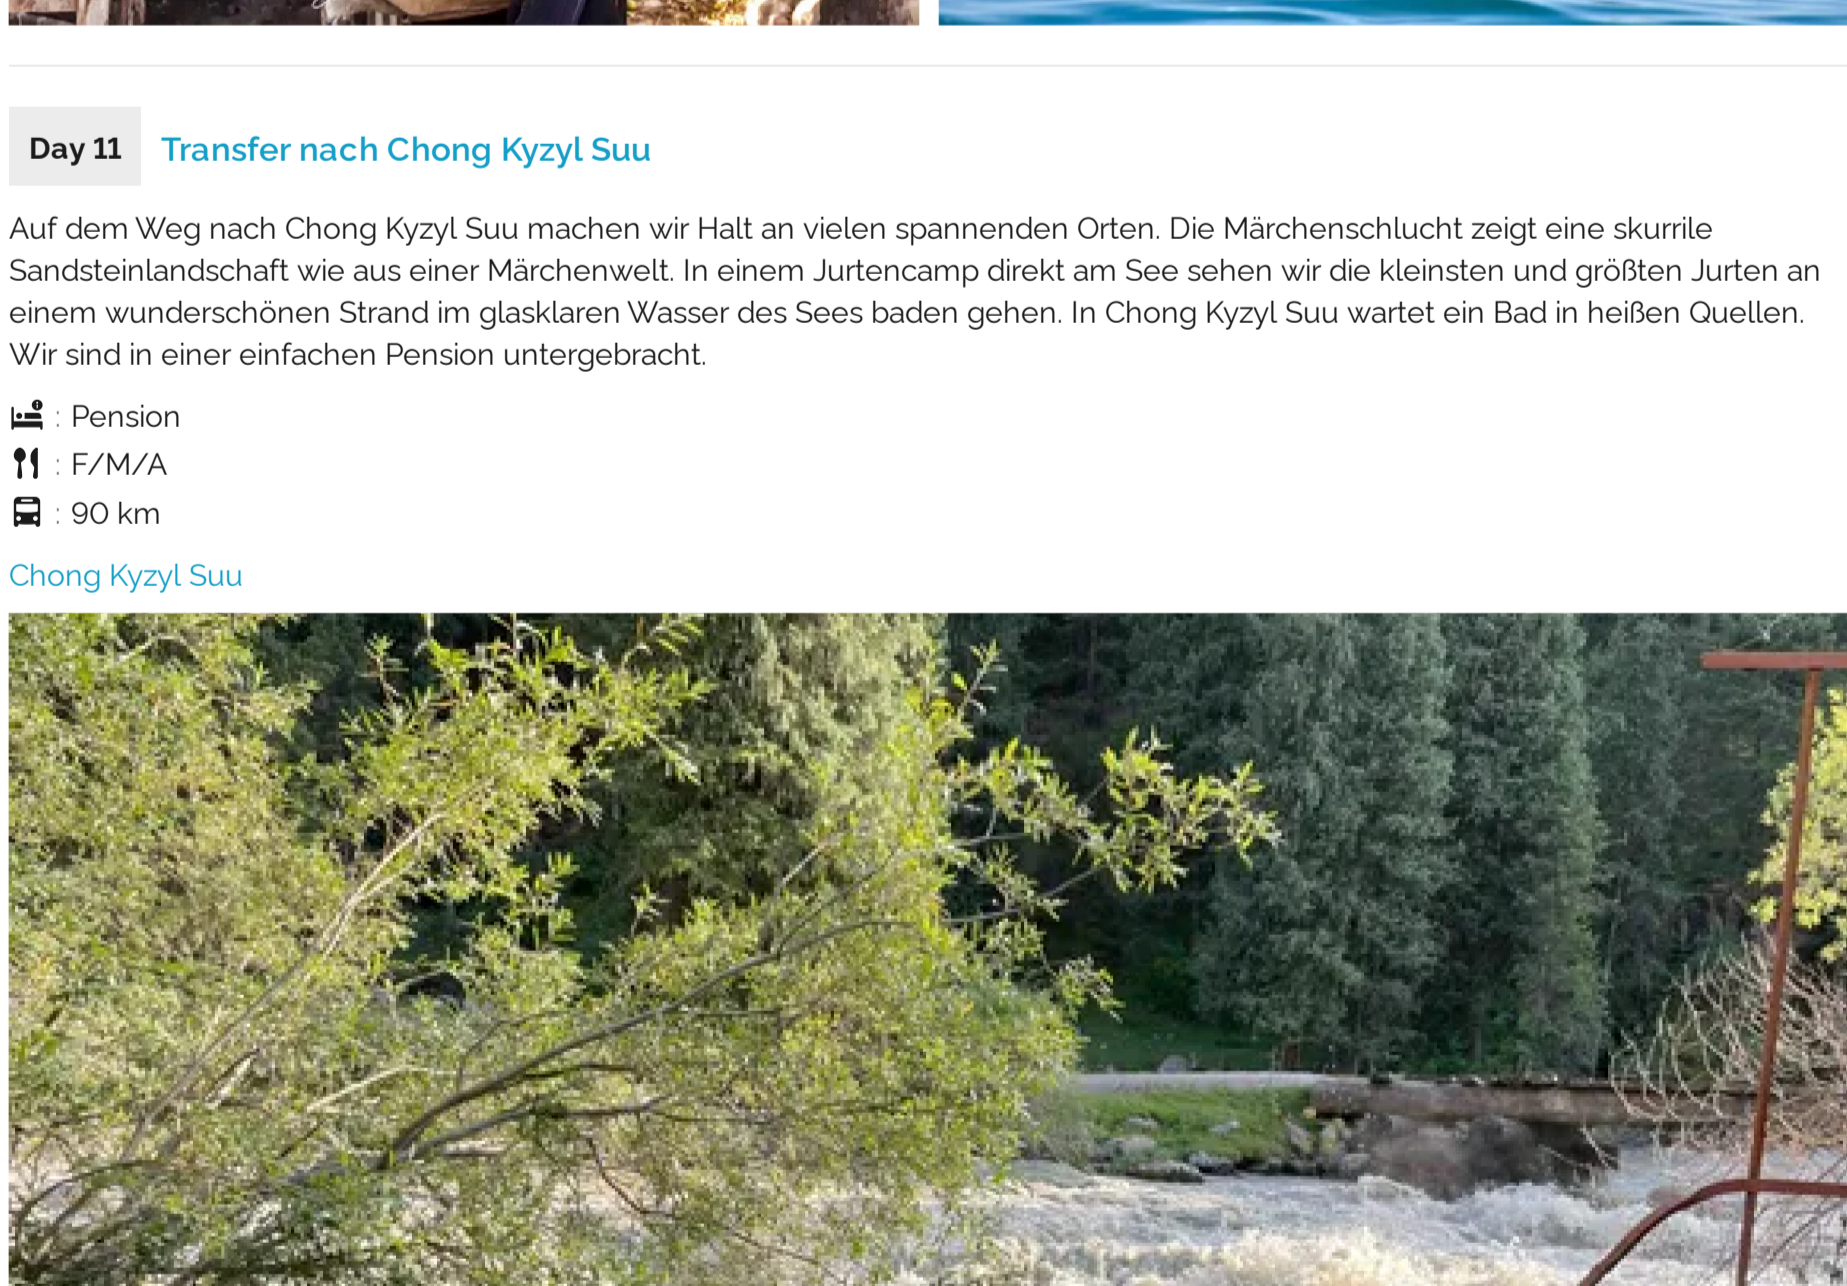 Day 11
Transfer nach Chong Kyzyl Suu
Auf dem Weg nach Chong Kyzyl Suu machen wir Halt an vielen spannenden Orten. Die Märchenschlucht zeigt eine skurrile
Sandsteinlandschaft wie aus einer Märchenwelt. In einem Jurtencamp direkt am See sehen wir die kleinsten und größten Jurten an
einem wunderschönen Strand im glasklaren Wasser des Sees baden gehen. In Chong Kyzyl Suu wartet ein Bad in heißen Quellen.
Wir sind in einer einfachen Pension untergebracht.
: Pension
: F/M/A
: 90 km
Chong Kyzyl Suu